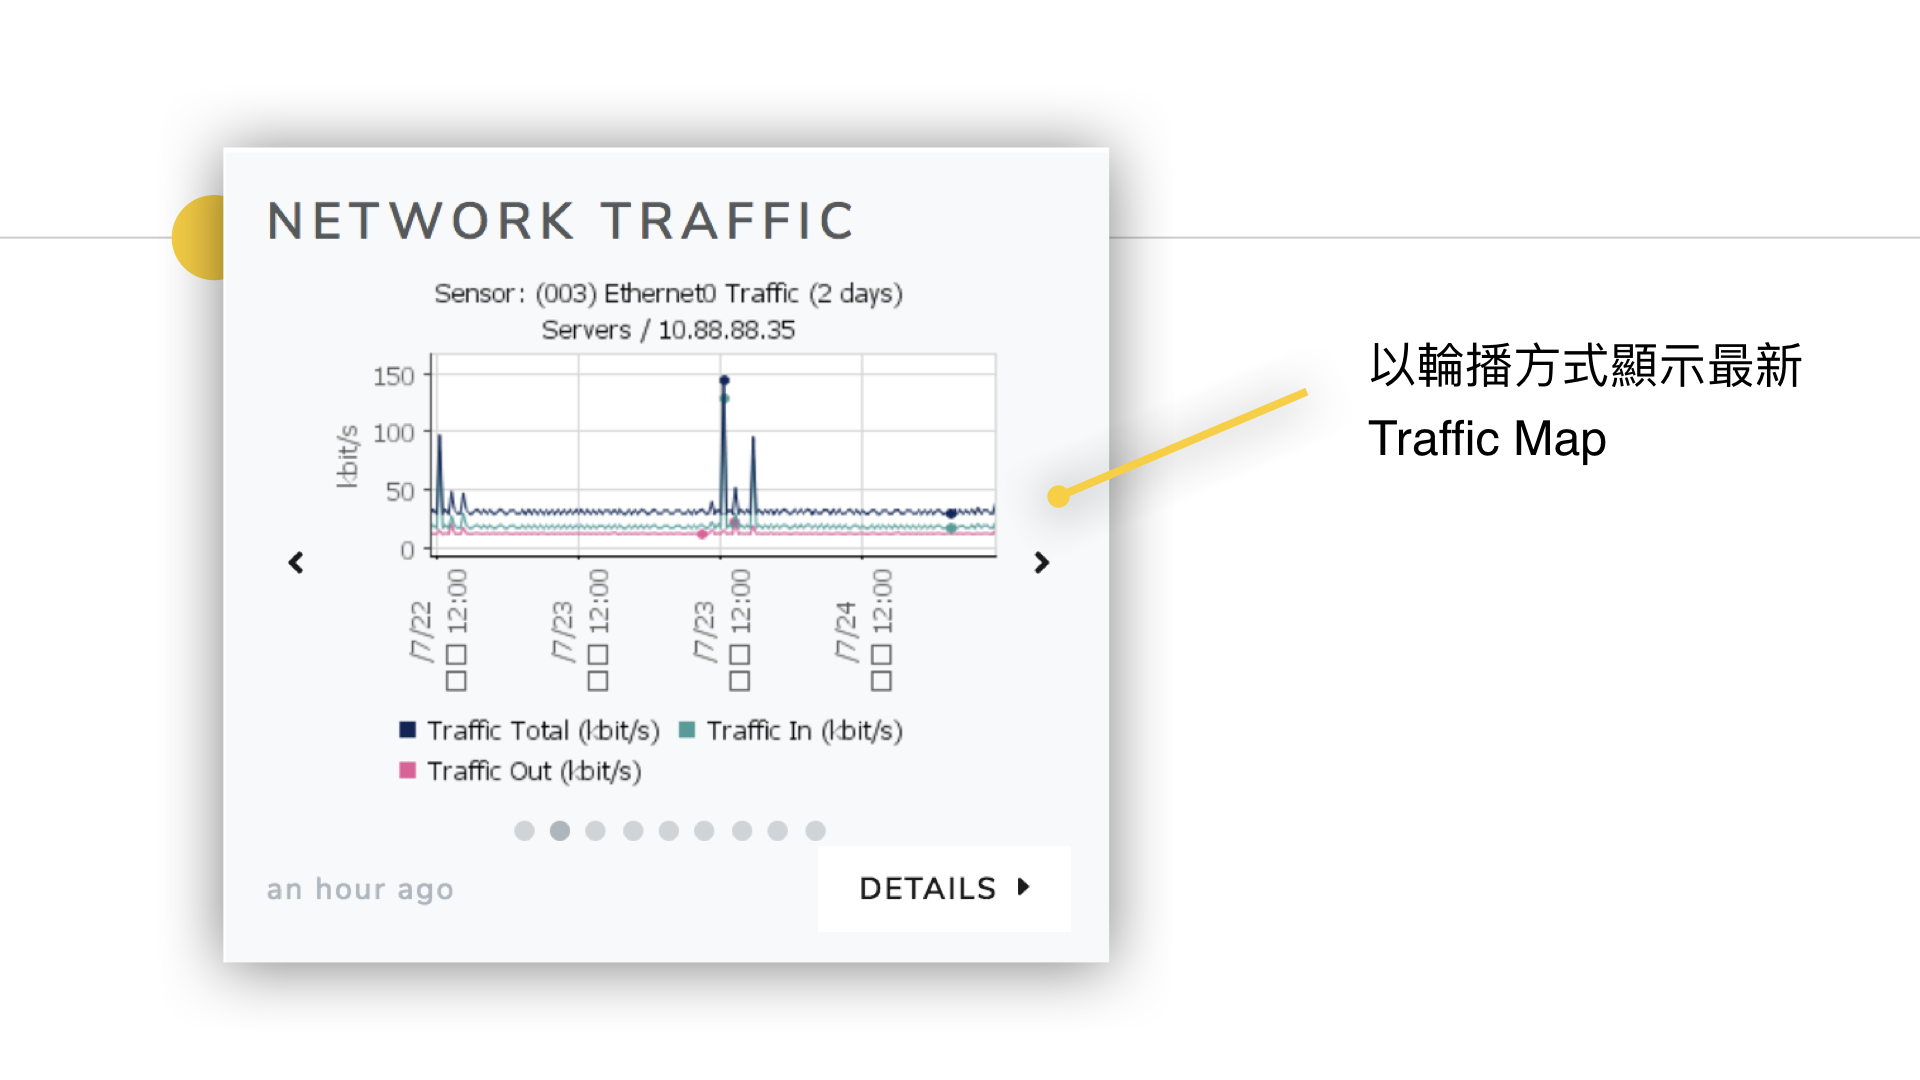 NETWORK TRAFFIC
Sensor: (003) Ethernet0 Traffic (2 days)
Servers / 10.88.88.35
150
100
50
0
kbit/s
/7/22
□□ 12:00
/7/23
□□ 12:00
/7/23
□□ 12:00
/7/24
□□ 12:00
Traffic Total (kbit/s) Traffic In (kbit/s)
Traffic Out (kbit/s)
an hour ago
DETAILS
以輪播方式顯示最新
Traffic Map